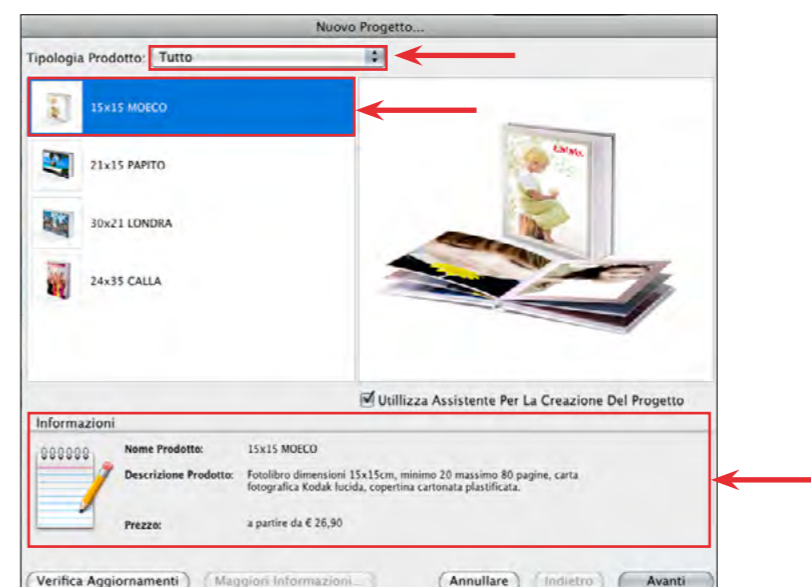 Nuovo Progetto...
Tipologia Prodotto: Tutto
15x15 MOECO
21x15 PAPITO
30x21 LONDRA
24x35 CALLA
Utilizza Assistente Per La Creazione Del Progetto
Informazioni
Nome Prodotto: 15x15 MOECO
Descrizione Prodotto: Fotolibro dimensioni 15x15cm, minimo 20 massimo 80 pagine, carta
fotografica Kodak lucida, copertina cartonata plastificata.
Prezzo: a partire da € 26,90
Verifica Aggiornamenti Maggiori Informazioni... Annullare Indietro Avanti